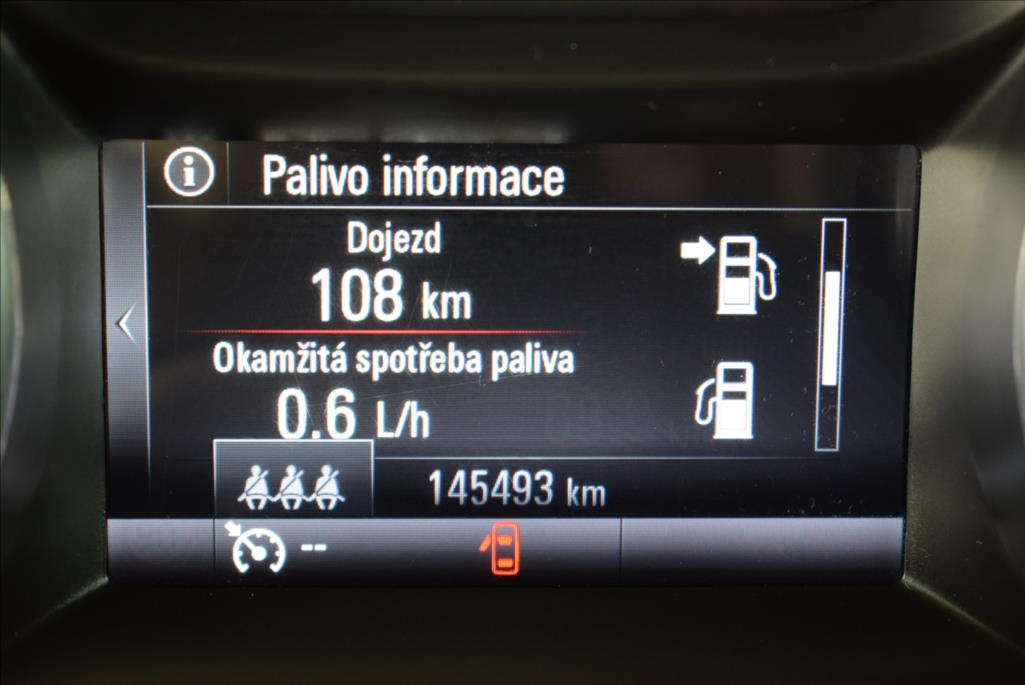 Palivo informace
Dojezd
108 km
Okamžitá spotřeba paliva
0.6 L/h
145493 km
--